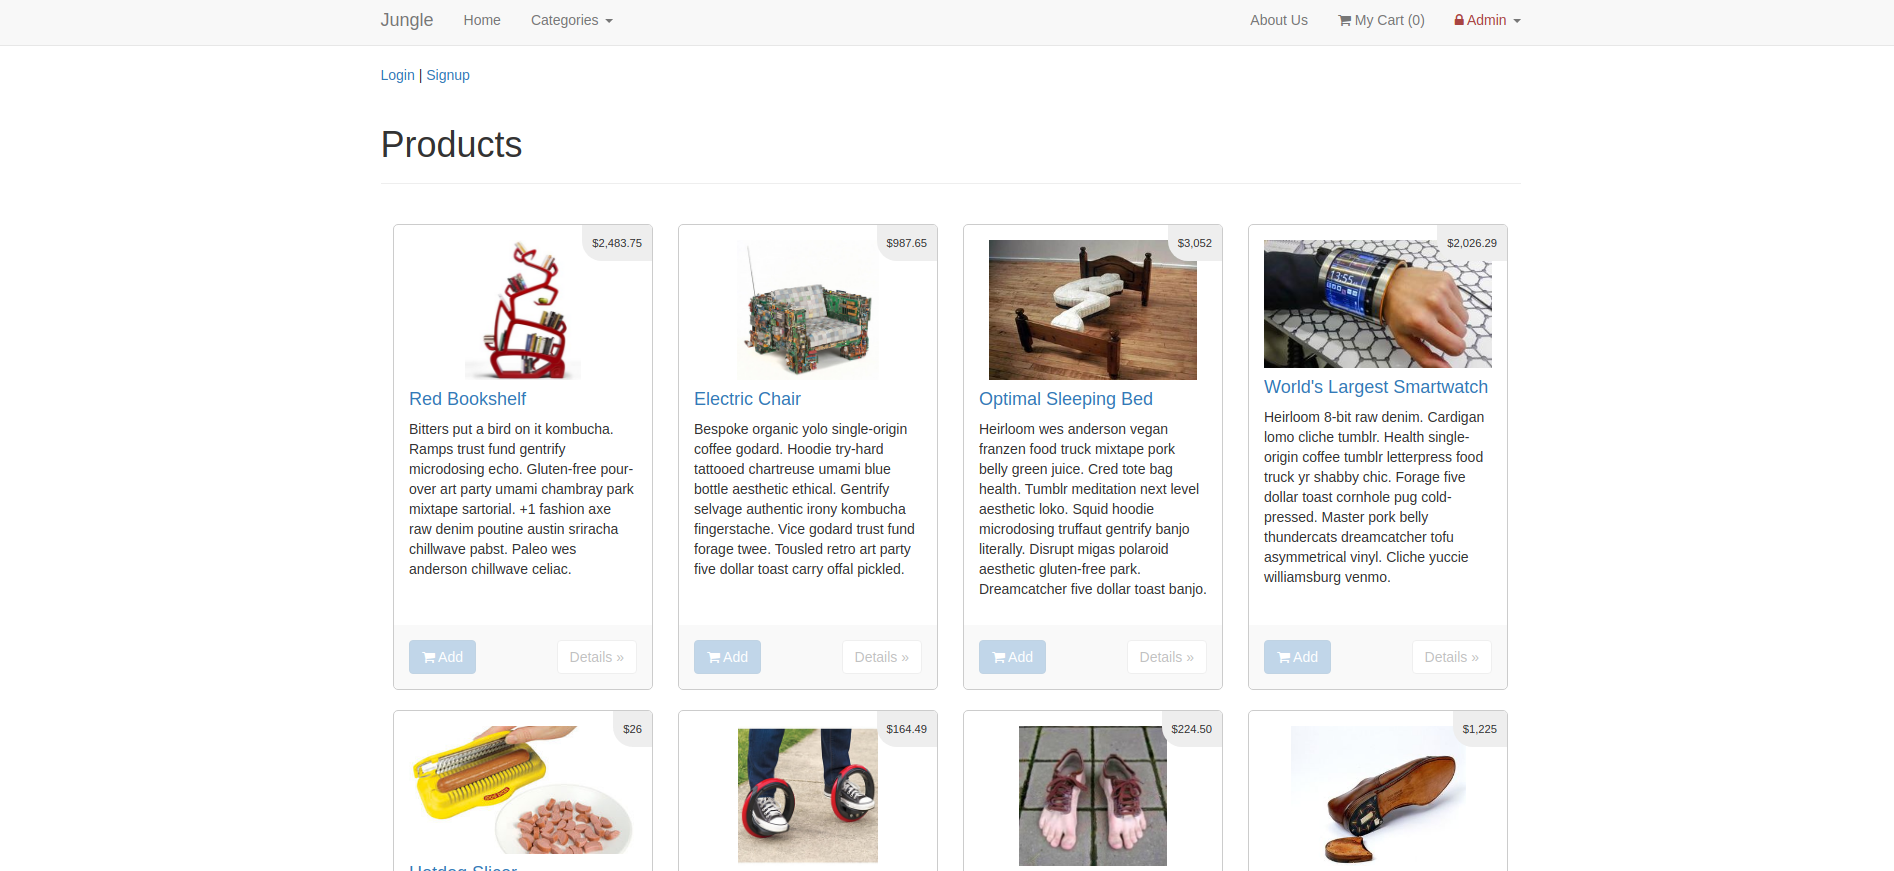 Jungle Home Categories About Us My Cart (0) Admin
Login | Signup
Products
$2,483.75
Red Bookshelf
Bitters put a bird on it kombucha.
Ramps trust fund gentrify
microdosing echo. Gluten-free pour-
over art party umami chambray park
mixtape sartorial. +1 fashion axe
raw denim poutine austin sriracha
chillwave pabst. Paleo wes
anderson chillwave celiac.
Add Details »
$987.65
Electric Chair
Bespoke organic yolo single-origin
coffee godard. Hoodie try-hard
tattooed chartreuse umami blue
bottle aesthetic ethical. Gentrify
selvage authentic irony kombucha
fingerstache. Vice godard trust fund
forage twee. Tousled retro art party
five dollar toast carry offal pickled.
Add Details »
$3,052
Optimal Sleeping Bed
Heirloom wes anderson vegan
franzen food truck mixtape pork
belly green juice. Cred tote bag
health. Tumblr meditation next level
aesthetic loko. Squid hoodie
microdosing truffaut gentrify banjo
literally. Disrupt migas polaroid
aesthetic gluten-free park.
Dreamcatcher five dollar toast banjo.
Add Details »
$2,026.29
13:55
World's Largest Smartwatch
Heirloom 8-bit raw denim. Cardigan
lomo cliche tumblr. Health single-
origin coffee tumblr letterpress food
truck yr shabby chic. Forage five
dollar toast cornhole pug cold-
pressed. Master pork belly
thundercats dreamcatcher tofu
asymmetrical vinyl. Cliche yuccie
williamsburg venmo.
Add Details »
$26
Hotdog Slicer
$164.49
$224.50
$1,225